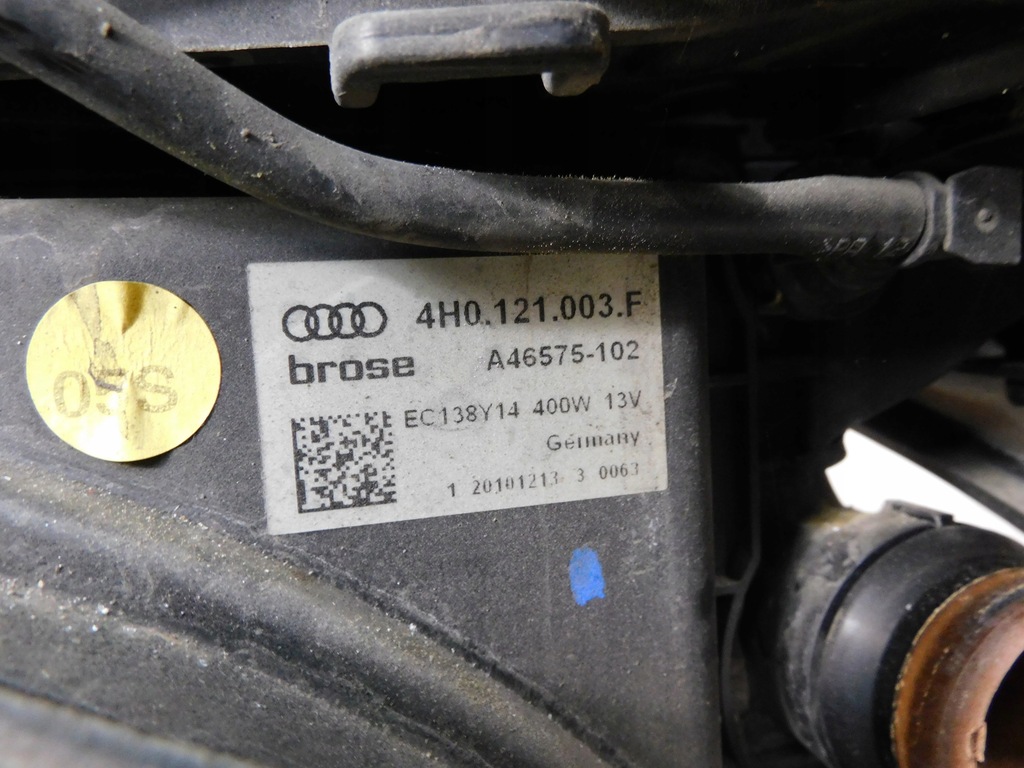 4H0.121.003.F
brose
A46575-102
EC138Y14 400W 13V
Germany
1 20101213 3 0063
05S